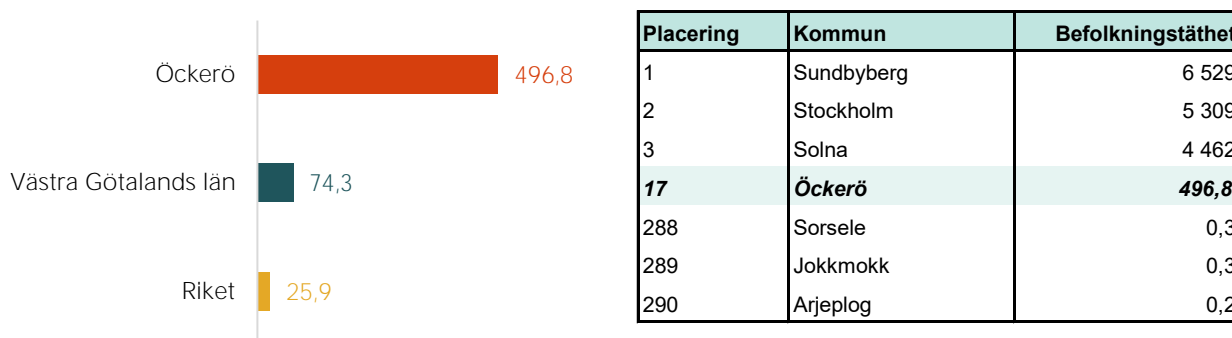 Öckerö 496,8
Västra Götalands län 74,3
Riket 25,9
Placering Kommun Befolkningstäthet
1 Sundbyberg 6 529
2 Stockholm 5 309
3 Solna 4 462
17 Öckerö 496,8
288 Sorsele 0,3
289 Jokkmokk 0,3
290 Arjeplog 0,2